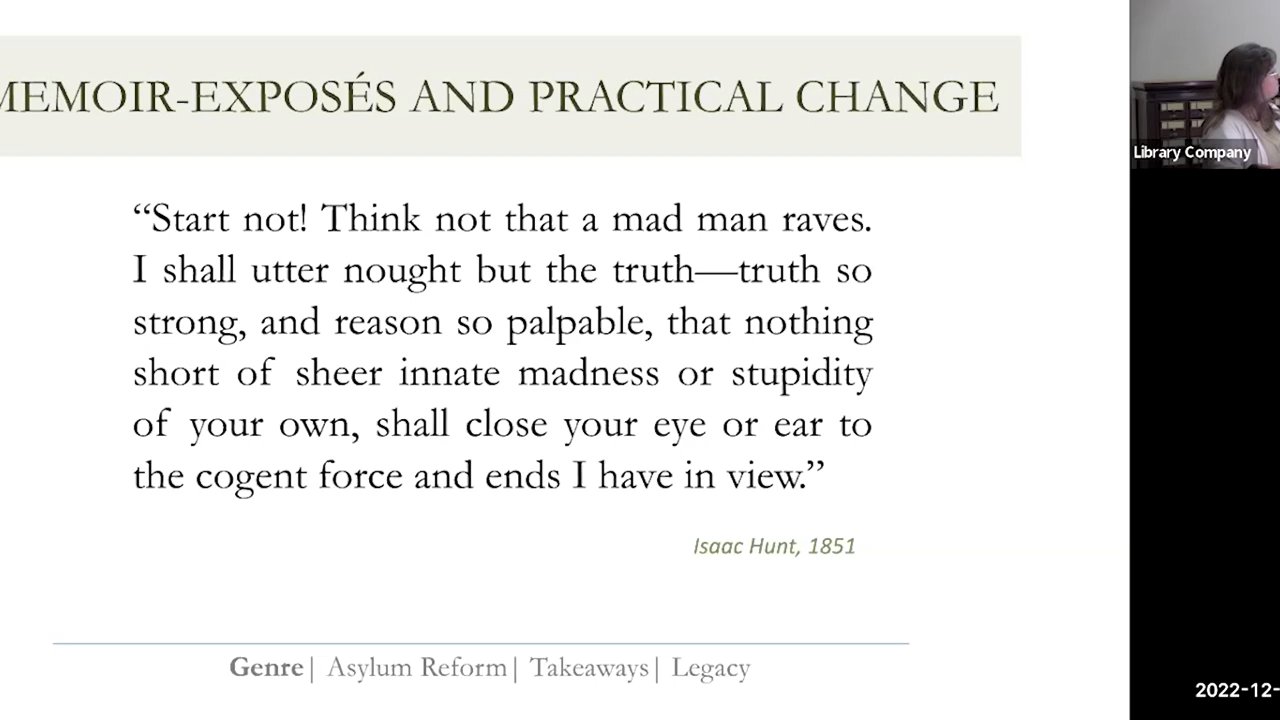 MEMOIR-EXPOSÉS AND PRACTICAL CHANGE
“Start not! Think not that a mad man raves.
I shall utter nought but the truth—truth so
strong, and reason so palpable, that nothing
short of sheer innate madness or stupidity
of your own, shall close your eye or ear to
the cogent force and ends I have in view.”
Isaac Hunt, 1851
Genre| Asylum Reform| Takeaways| Legacy
Library Company
2022-12-